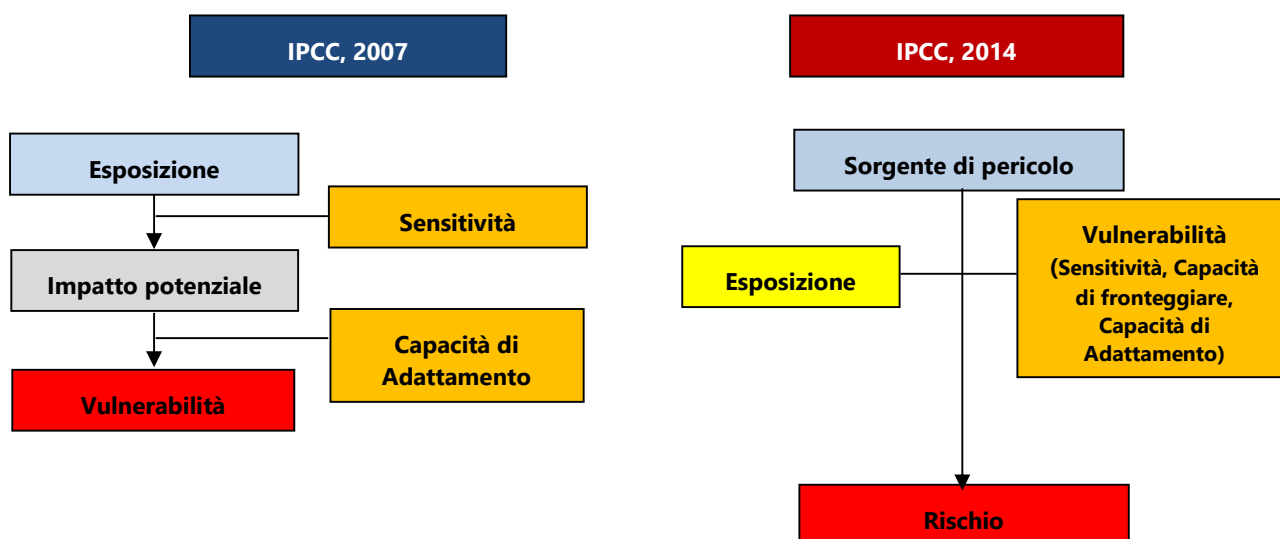 IPCC, 2007
Esposizione
Sensitività
Impatto potenziale
Capacità di
Adattamento
Vulnerabilità
IPCC, 2014
Sorgente di pericolo
Esposizione
Vulnerabilità
(Sensitività, Capacità
di fronteggiare,
Capacità di
Adattamento)
Rischio